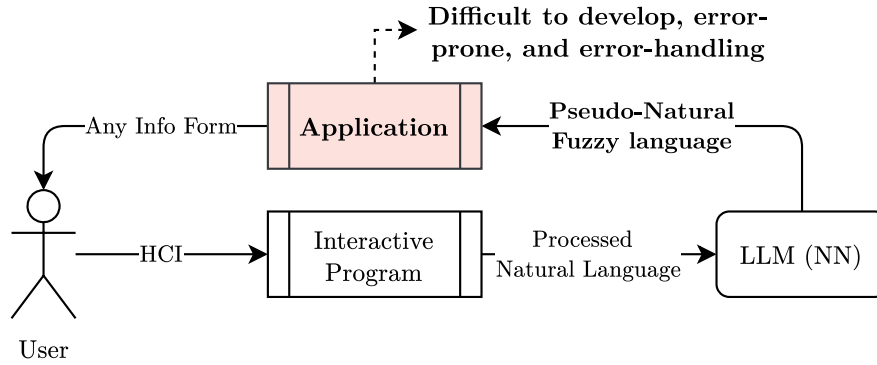 Difficult to develop, error-
prone, and error-handling
Any Info Form
Application
Pseudo-Natural
Fuzzy language
HCI
Interactive
Program
Processed
Natural Language
LLM (NN)
User